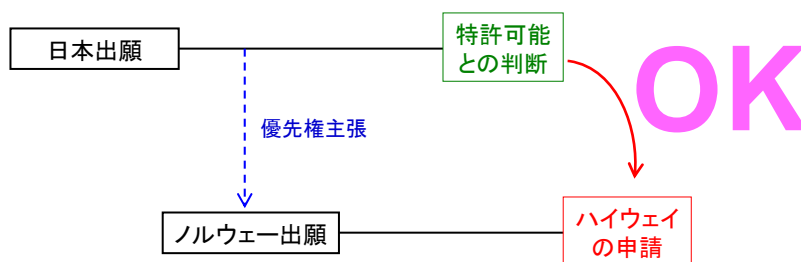 日本出願
特許可能
との判断
OK
優先権主張
ノルウェー出願
ハイウェイ
の申請